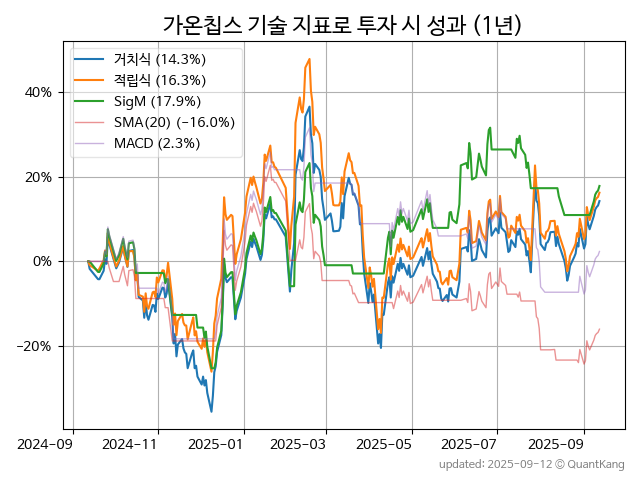 가온칩스 기술 지표로 투자 시 성과 (1년)
거치식 (14.3%)
적립식 (16.3%)
SigM (17.9%)
SMA(20) (−16.0%)
MACD (2.3%)
40%
20%
0%
−20%
2024-09 2024-11 2025-01 2025-03 2025-05 2025-07 2025-09
updated: 2025-09-12 © QuantKang